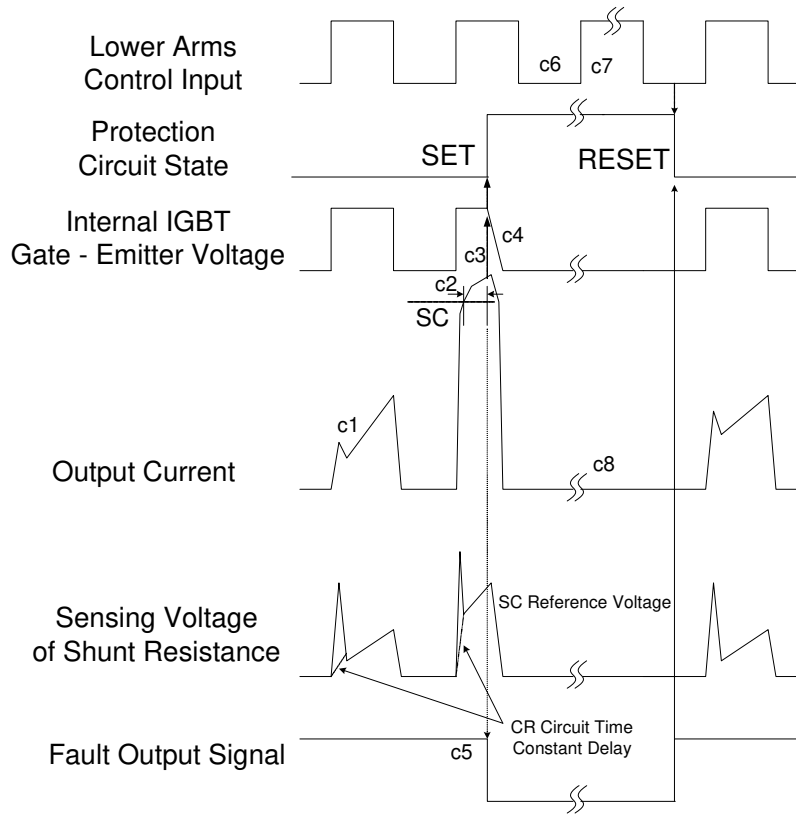 Lower Arms
Control Input
c6
c7
Protection
Circuit State
SET
RESET
Internal IGBT
Gate - Emitter Voltage
c4
c3
c2
SC
c1
Output Current
c8
SC Reference Voltage
Sensing Voltage
of Shunt Resistance
CR Circuit Time
Constant Delay
Fault Output Signal
c5